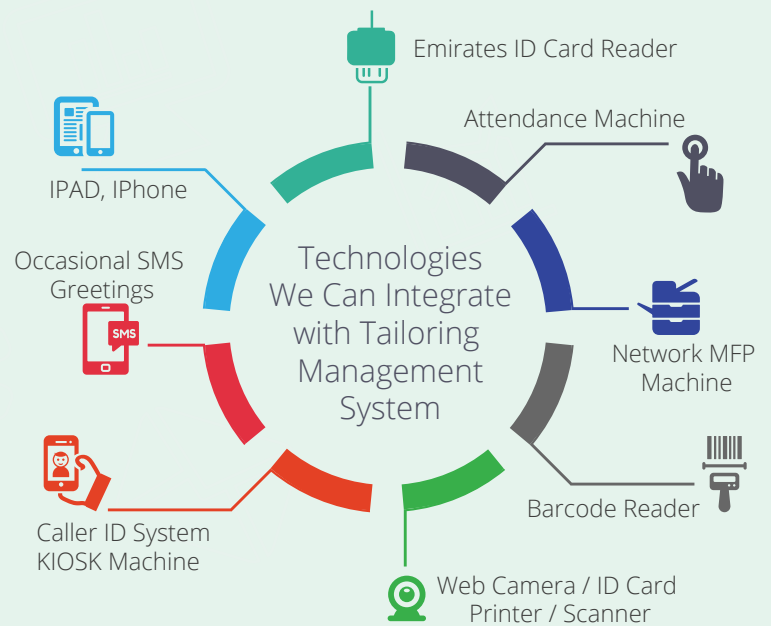 Emirates ID Card Reader
Attendance Machine
IPAD, IPhone
Occasional SMS
Greetings
SMS
Technologies
We Can Integrate
with Tailoring
Management
System
Network MFP
Machine
Barcode Reader
Caller ID System
KIOSK Machine
Web Camera / ID Card
Printer / Scanner